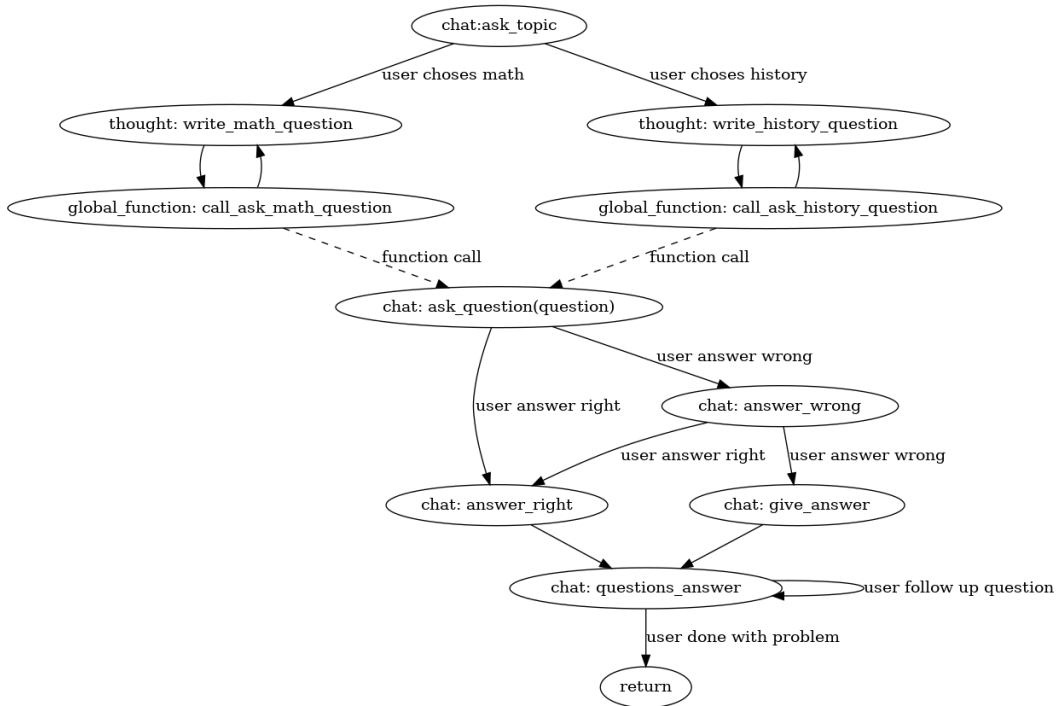 chat:ask_topic
user choses math
user choses history
thought: write_math_question
thought: write_history_question
global_function: call_ask_math_question
global_function: call_ask_history_question
function call
function call
chat: ask_question(question)
user answer wrong
user answer right
chat: answer_wrong
user answer right
user answer wrong
chat: answer_right
chat: give_answer
chat: questions_answer
user follow up question
user done with problem
return